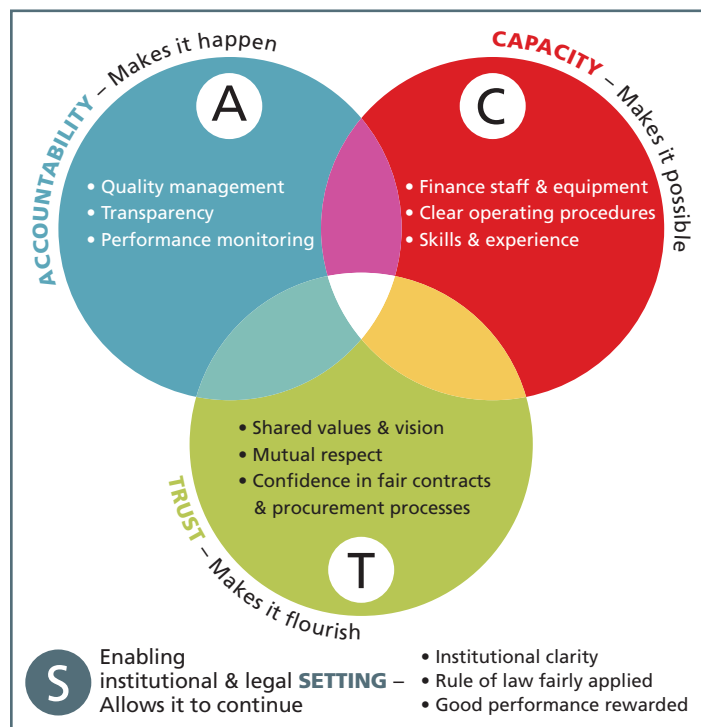 ACCOUNTABILITY – Makes it happen
A
• Quality management
• Transparency
• Performance monitoring
CAPACITY – Makes it possible
C
• Finance staff & equipment
• Clear operating procedures
• Skills & experience
• Shared values & vision
• Mutual respect
• Confidence in fair contracts
& procurement processes
T
TRUST – Makes it flourish
S
Enabling
institutional & legal SETTING –
Allows it to continue
• Institutional clarity
• Rule of law fairly applied
• Good performance rewarded